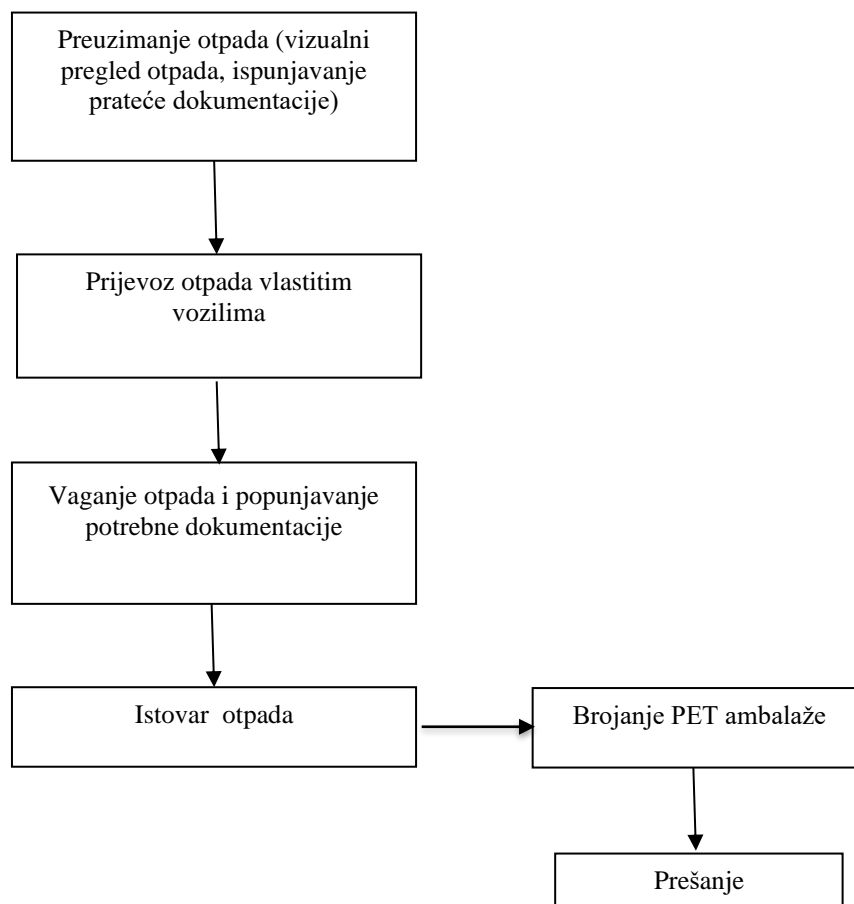 Preuzimanje otpada (vizualni
pregled otpada, ispunjavanje
prateće dokumentacije)
Prijevoz otpada vlastitim
vozilima
Vaganje otpada i popunjavanje
potrebne dokumentacije
Istovar otpada
Brojanje PET ambalaže
Prešanje